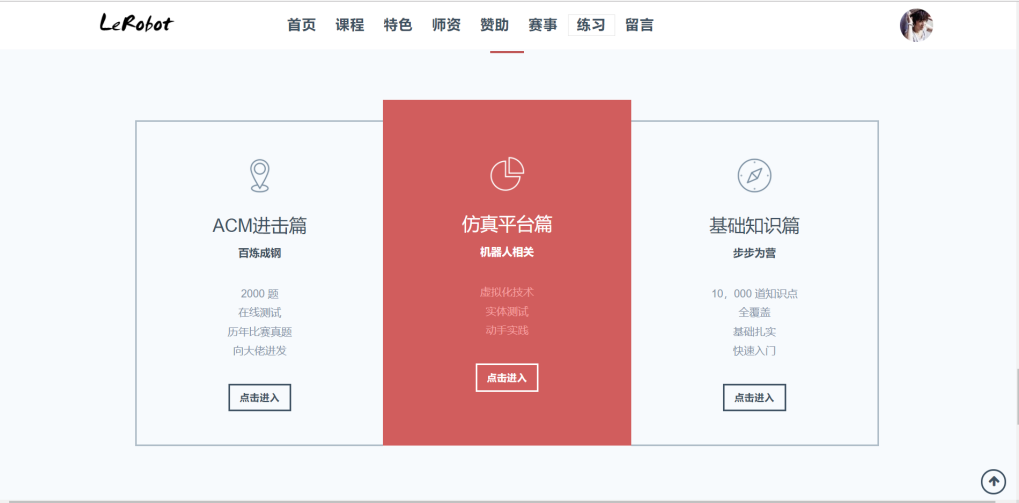 LeRobot
首页 课程 特色 师资 赞助 赛事 练习 留言
ACM进击篇
百炼成钢
2000 题
在线测试
历年比赛真题
向大佬进发
点击进入
仿真平台篇
机器人相关
虚拟化技术
实体测试
动手实践
点击进入
基础知识篇
步步为营
10，000 道知识点
全覆盖
基础扎实
快速入门
点击进入